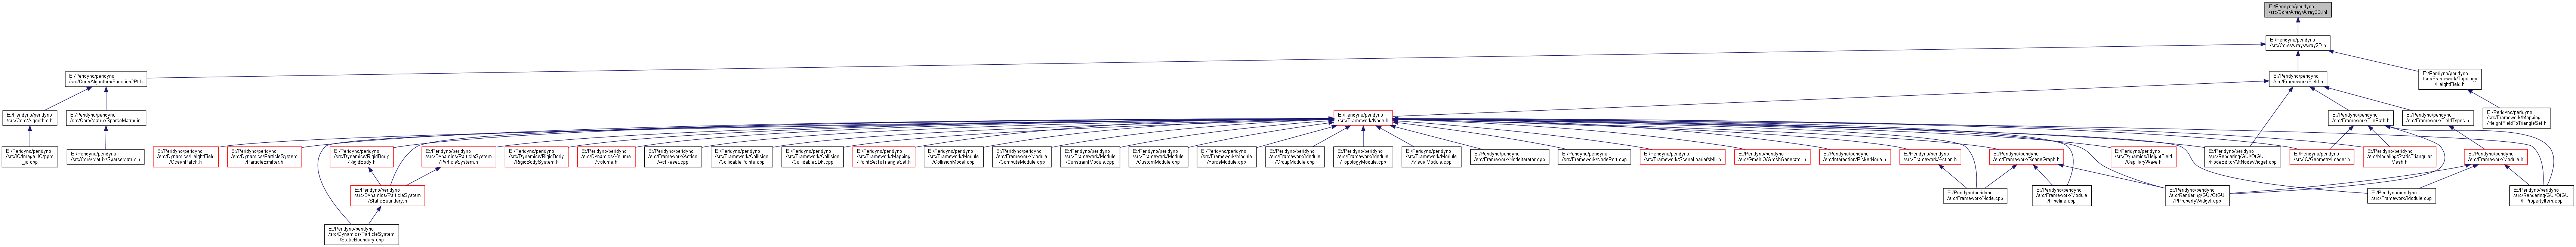 E:/Peridyno/peridyno
/src/Core/Array/Array2D.inl
E:/Peridyno/peridyno
/src/Core/Array/Array2D.h
E:/Peridyno/peridyno
/src/Core/Algorithm/Function2Pt.h
E:/Peridyno/peridyno
/src/Framework/Field.h
E:/Peridyno/peridyno
/src/Framework/Topology
/HeightField.h
E:/Peridyno/peridyno
/src/Core/Algorithm.h
E:/Peridyno/peridyno
/src/Core/Matrix/SparseMatrix.inl
E:/Peridyno/peridyno
/src/Framework/Node.h
E:/Peridyno/peridyno
/src/Framework/FilePath.h
E:/Peridyno/peridyno
/src/Framework/FieldTypes.h
E:/Peridyno/peridyno
/src/Framework/Mapping
/HeightFieldToTriangleSet.h
E:/Peridyno/peridyno
/src/IO/Image_IO/ppm
_io.cpp
E:/Peridyno/peridyno
/src/Core/Matrix/SparseMatrix.h
E:/Peridyno/peridyno
/src/Dynamics/HeightField
/OceanPatch.h
E:/Peridyno/peridyno
/src/Dynamics/ParticleSystem
/ParticleEmitter.h
E:/Peridyno/peridyno
/src/Dynamics/RigidBody
/RigidBody.h
E:/Peridyno/peridyno
/src/Dynamics/ParticleSystem
/ParticleSystem.h
E:/Peridyno/peridyno
/src/Dynamics/RigidBody
/RigidBodySystem.h
E:/Peridyno/peridyno
/src/Dynamics/Volume
/Volume.h
E:/Peridyno/peridyno
/src/Framework/Action
/ActReset.cpp
E:/Peridyno/peridyno
/src/Framework/Collision
/CollidablePoints.cpp
E:/Peridyno/peridyno
/src/Framework/Collision
/CollidableSDF.cpp
E:/Peridyno/peridyno
/src/Framework/Mapping
/PointSetToTriangleSet.h
E:/Peridyno/peridyno
/src/Framework/Module
/CollisionModel.cpp
E:/Peridyno/peridyno
/src/Framework/Module
/ComputeModule.cpp
E:/Peridyno/peridyno
/src/Framework/Module
/ConstraintModule.cpp
E:/Peridyno/peridyno
/src/Framework/Module
/CustomModule.cpp
E:/Peridyno/peridyno
/src/Framework/Module
/ForceModule.cpp
E:/Peridyno/peridyno
/src/Framework/Module
/GroupModule.cpp
E:/Peridyno/peridyno
/src/Framework/Module
/TopologyModule.cpp
E:/Peridyno/peridyno
/src/Framework/Module
/VisualModule.cpp
E:/Peridyno/peridyno
/src/Framework/NodeIterator.cpp
E:/Peridyno/peridyno
/src/Framework/NodePort.cpp
E:/Peridyno/peridyno
/src/Framework/SceneLoaderXML.h
E:/Peridyno/peridyno
/src/GmshIO/GmshGenerator.h
E:/Peridyno/peridyno
/src/Interaction/PickerNode.h
E:/Peridyno/peridyno
/src/Framework/Action.h
E:/Peridyno/peridyno
/src/Framework/SceneGraph.h
E:/Peridyno/peridyno
/src/Dynamics/HeightField
/CapillaryWave.h
E:/Peridyno/peridyno
/src/Rendering/GUI/QtGUI
/NodeEditor/QtNodeWidget.cpp
E:/Peridyno/peridyno
/src/IO/GeometryLoader.h
E:/Peridyno/peridyno
/src/Modeling/StaticTriangular
Mesh.h
E:/Peridyno/peridyno
/src/Framework/Module.h
E:/Peridyno/peridyno
/src/Dynamics/ParticleSystem
/StaticBoundary.h
E:/Peridyno/peridyno
/src/Framework/Node.cpp
E:/Peridyno/peridyno
/src/Framework/Module
/Pipeline.cpp
E:/Peridyno/peridyno
/src/Rendering/GUI/QtGUI
/PPropertyWidget.cpp
E:/Peridyno/peridyno
/src/Framework/Module.cpp
E:/Peridyno/peridyno
/src/Rendering/GUI/QtGUI
/PPropertyItem.cpp
E:/Peridyno/peridyno
/src/Dynamics/ParticleSystem
/StaticBoundary.cpp